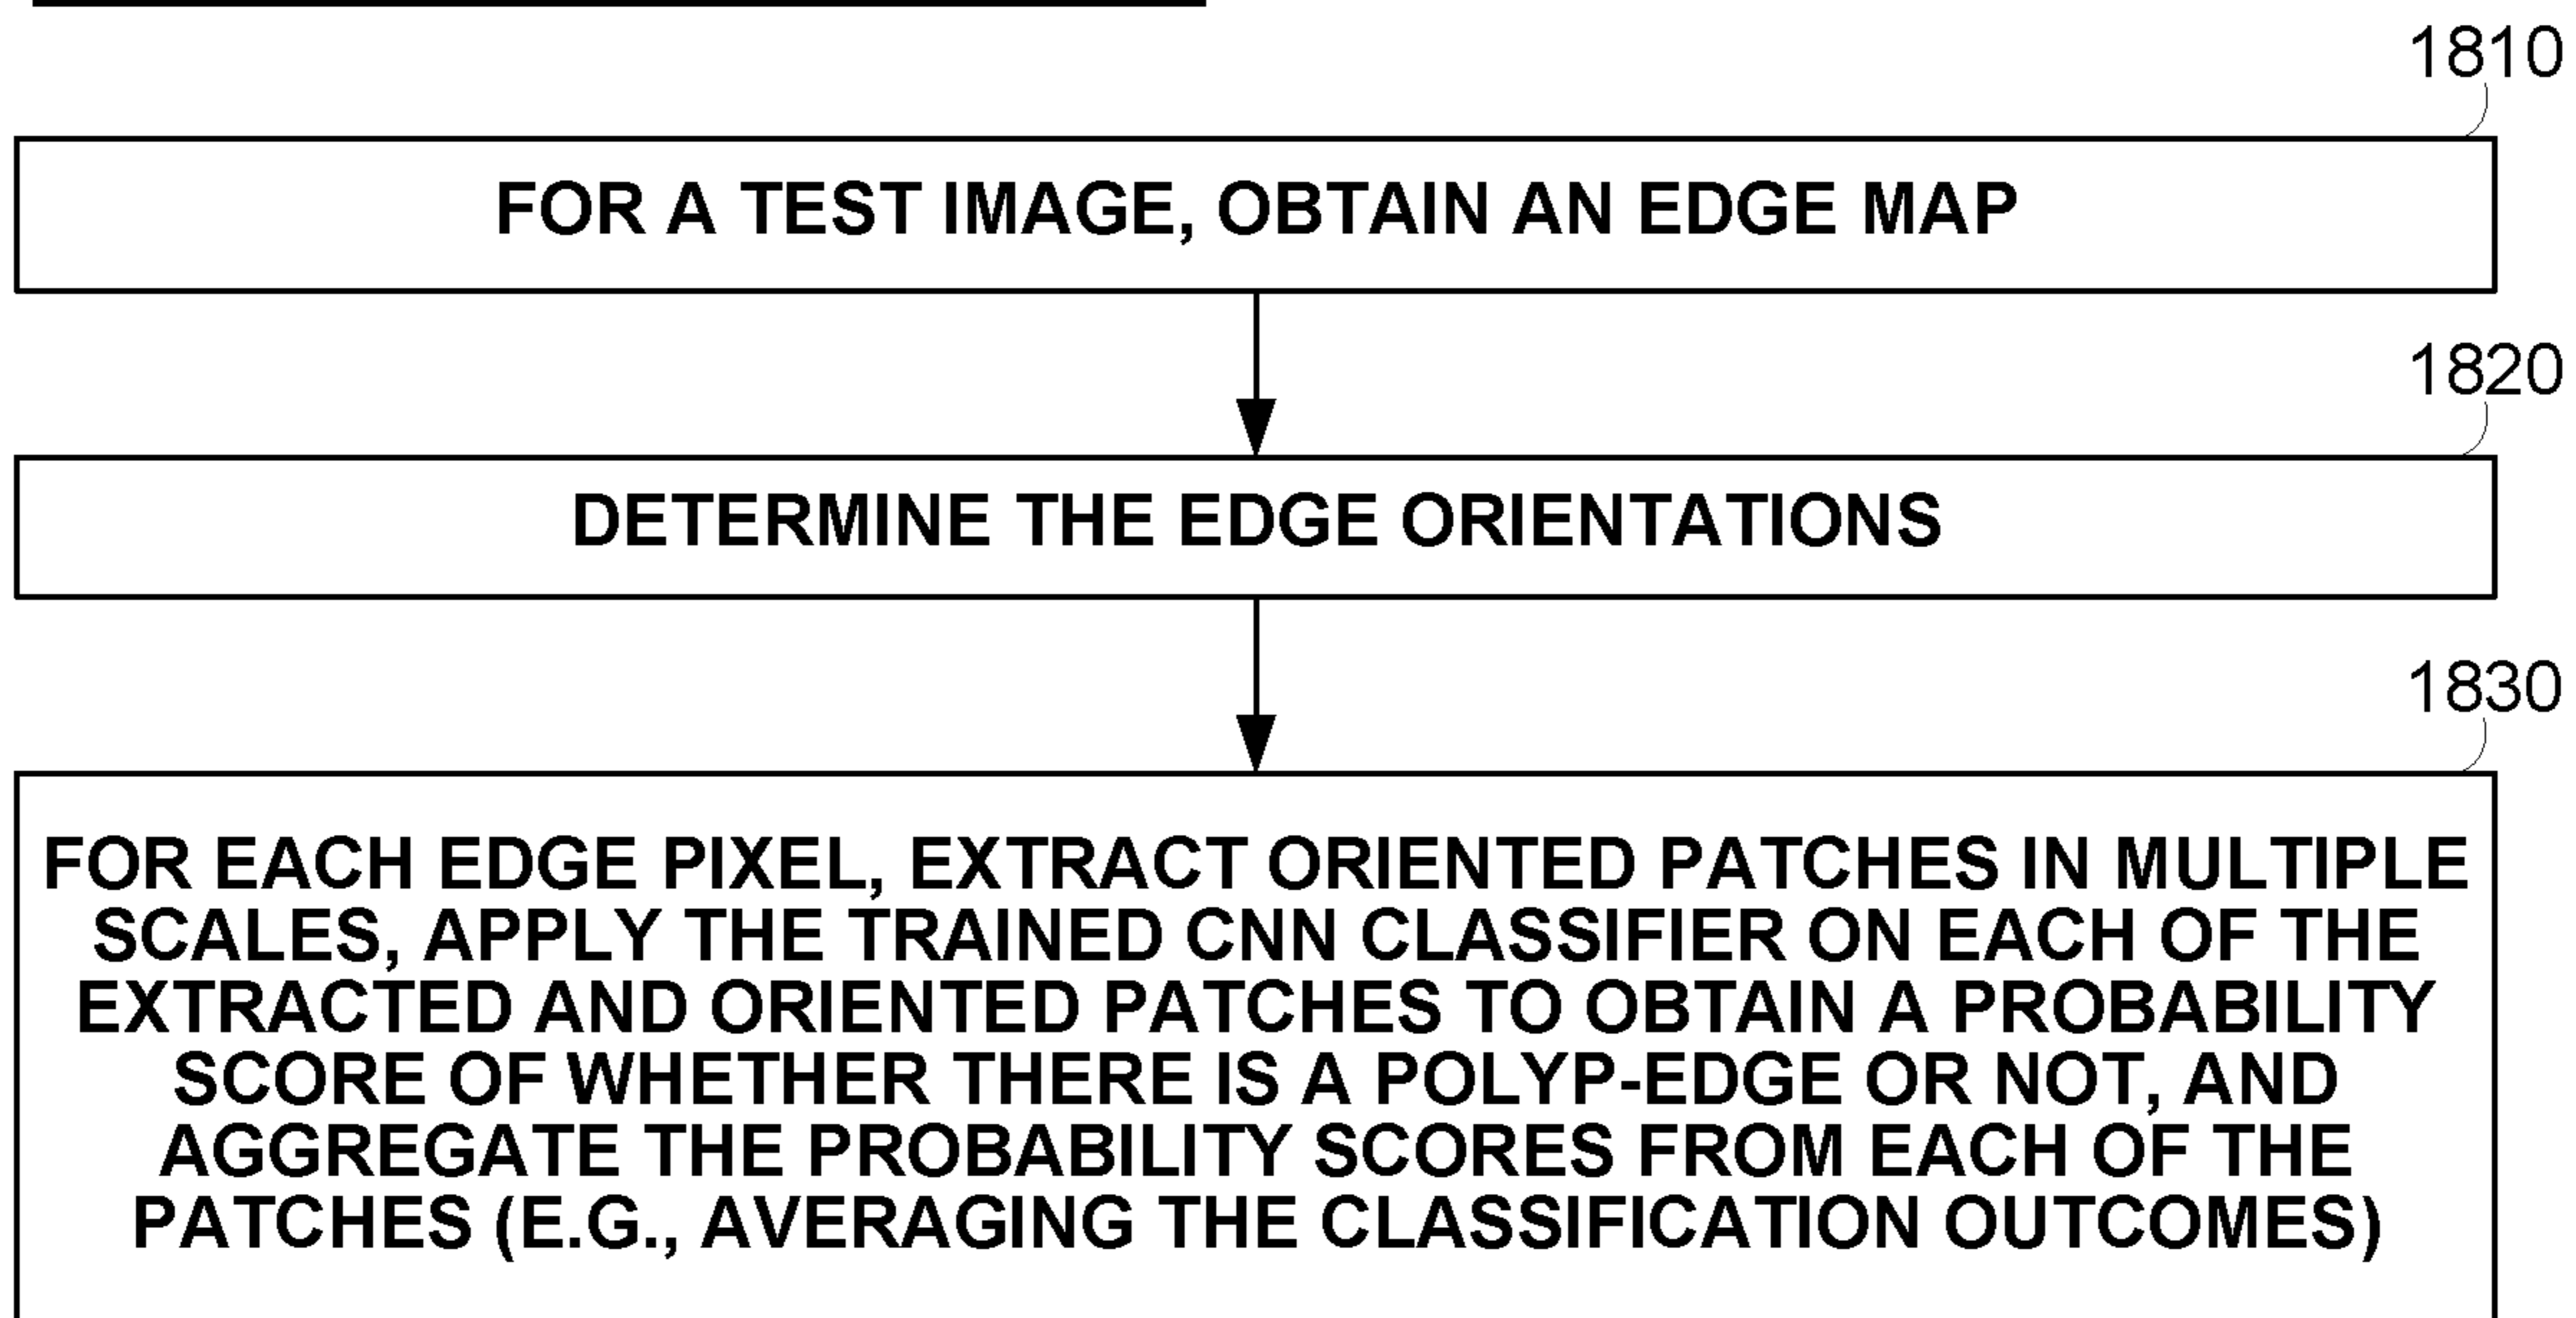 1810
FOR A TEST IMAGE, OBTAIN AN EDGE MAP
1820
DETERMINE THE EDGE ORIENTATIONS
1830
FOR EACH EDGE PIXEL, EXTRACT ORIENTED PATCHES IN MULTIPLE
SCALES, APPLY THE TRAINED CNN CLASSIFIER ON EACH OF THE
EXTRACTED AND ORIENTED PATCHES TO OBTAIN A PROBABILITY
SCORE OF WHETHER THERE IS A POLYP-EDGE OR NOT, AND
AGGREGATE THE PROBABILITY SCORES FROM EACH OF THE
PATCHES (E.G., AVERAGING THE CLASSIFICATION OUTCOMES)